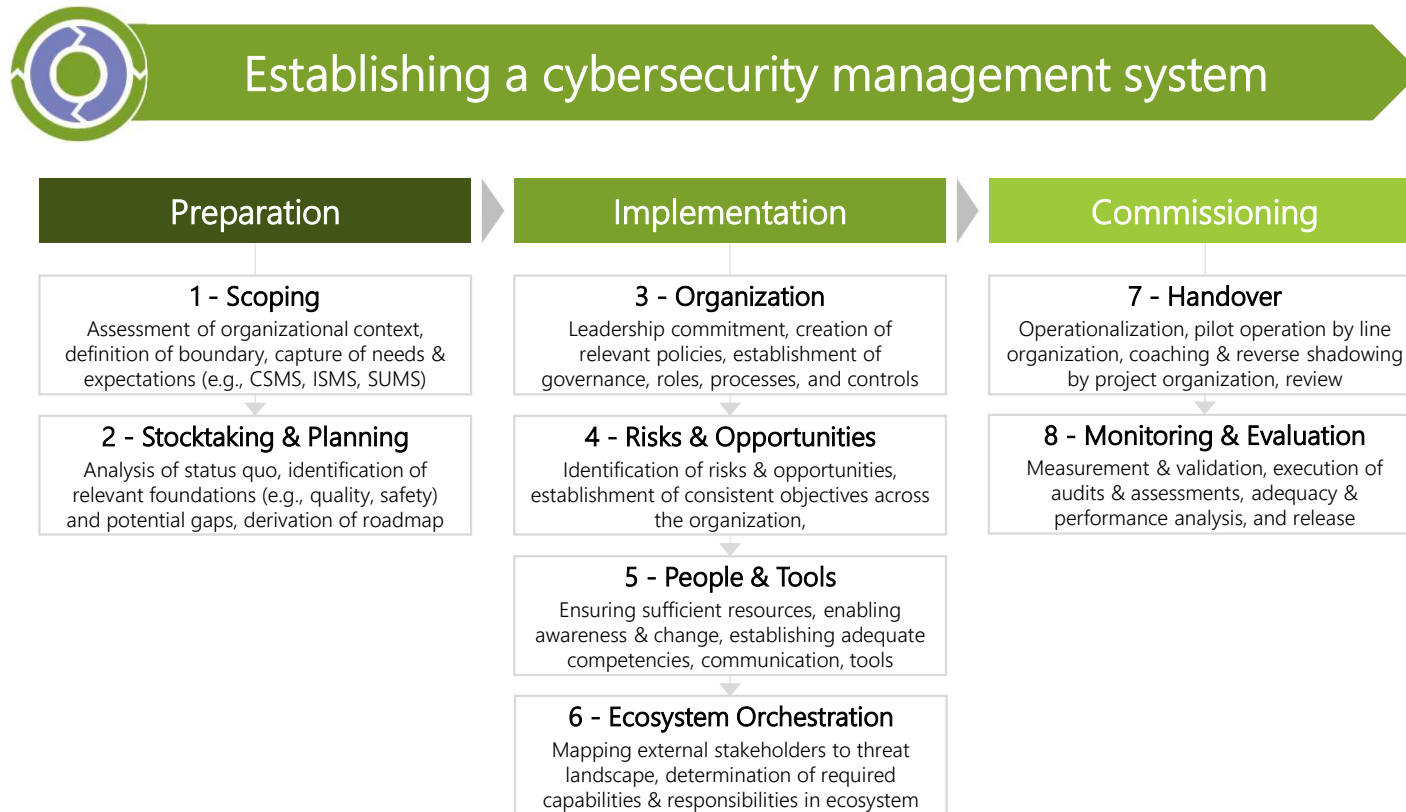 Establishing a cybersecurity management system
Preparation
1 - Scoping
Assessment of organizational context,
definition of boundary, capture of needs &
expectations (e.g., CSMS, ISMS, SUMS)
2 - Stocktaking & Planning
Analysis of status quo, identification of
relevant foundations (e.g., quality, safety)
and potential gaps, derivation of roadmap
Implementation
3 - Organization
Leadership commitment, creation of
relevant policies, establishment of
governance, roles, processes, and controls
4 - Risks & Opportunities
Identification of risks & opportunities,
establishment of consistent objectives across
the organization,
5 - People & Tools
Ensuring sufficient resources, enabling
awareness & change, establishing adequate
competencies, communication, tools
6 - Ecosystem Orchestration
Mapping external stakeholders to threat
landscape, determination of required
capabilities & responsibilities in ecosystem
Commissioning
7 - Handover
Operationalization, pilot operation by line
organization, coaching & reverse shadowing
by project organization, review
8 - Monitoring & Evaluation
Measurement & validation, execution of
audits & assessments, adequacy &
performance analysis, and release